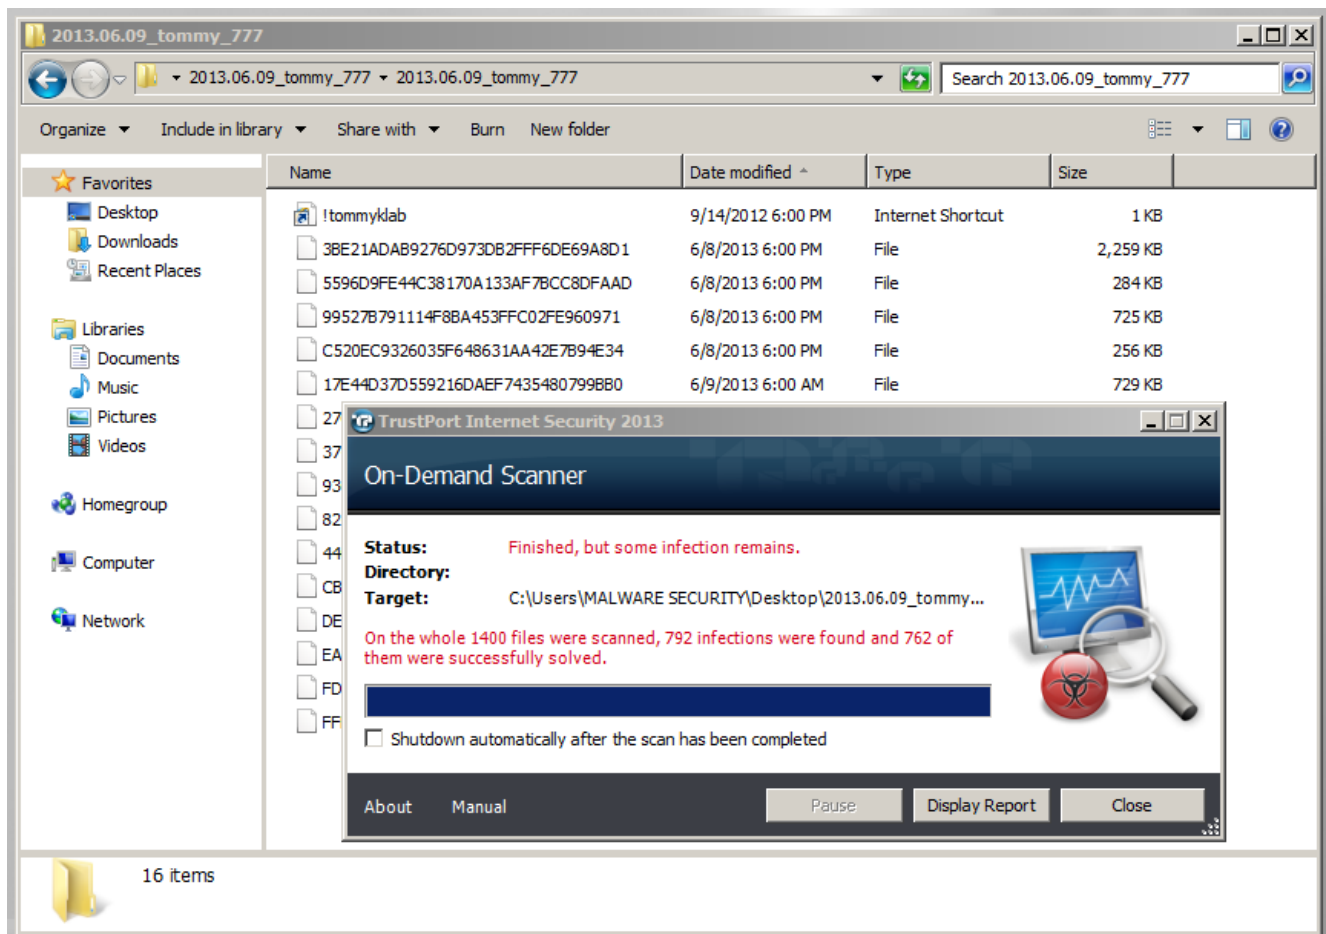 2013.06.09_tommy_777
2013.06.09_tommy_777 2013.06.09_tommy_777 Search 2013.06.09_tommy_777
Organize Include in library Share with Burn New folder
Name Date modified Type Size
Favorites
Desktop
Downloads
Recent Places
Libraries
Documents
Music
Pictures
Videos
Homegroup
Computer
Network
!tommyklab 9/14/2012 6:00 PM Internet Shortcut 1 KB
3BE21ADAB9276D973DB2FFF6DE69A8D1 6/8/2013 6:00 PM File 2,259 KB
5596D9FE44C38170A133AF7BCC8DFAAD 6/8/2013 6:00 PM File 284 KB
99527B791114F8BA453FFC02FE960971 6/8/2013 6:00 PM File 725 KB
C520EC9326035F648631AA42E7B94E34 6/8/2013 6:00 PM File 256 KB
17E44D37D559216DAEF7435480799BB0 6/9/2013 6:00 AM File 729 KB
27
37
93
82
44
CB
DE
EA
FD
FF
TrustPort Internet Security 2013
On-Demand Scanner
Status: Finished, but some infection remains.
Directory:
Target: C:\Users\MALWARE SECURITY\Desktop\2013.06.09_tommy...
On the whole 1400 files were scanned, 792 infections were found and 762 of
them were successfully solved.
Shutdown automatically after the scan has been completed
About Manual Pause Display Report Close
16 items